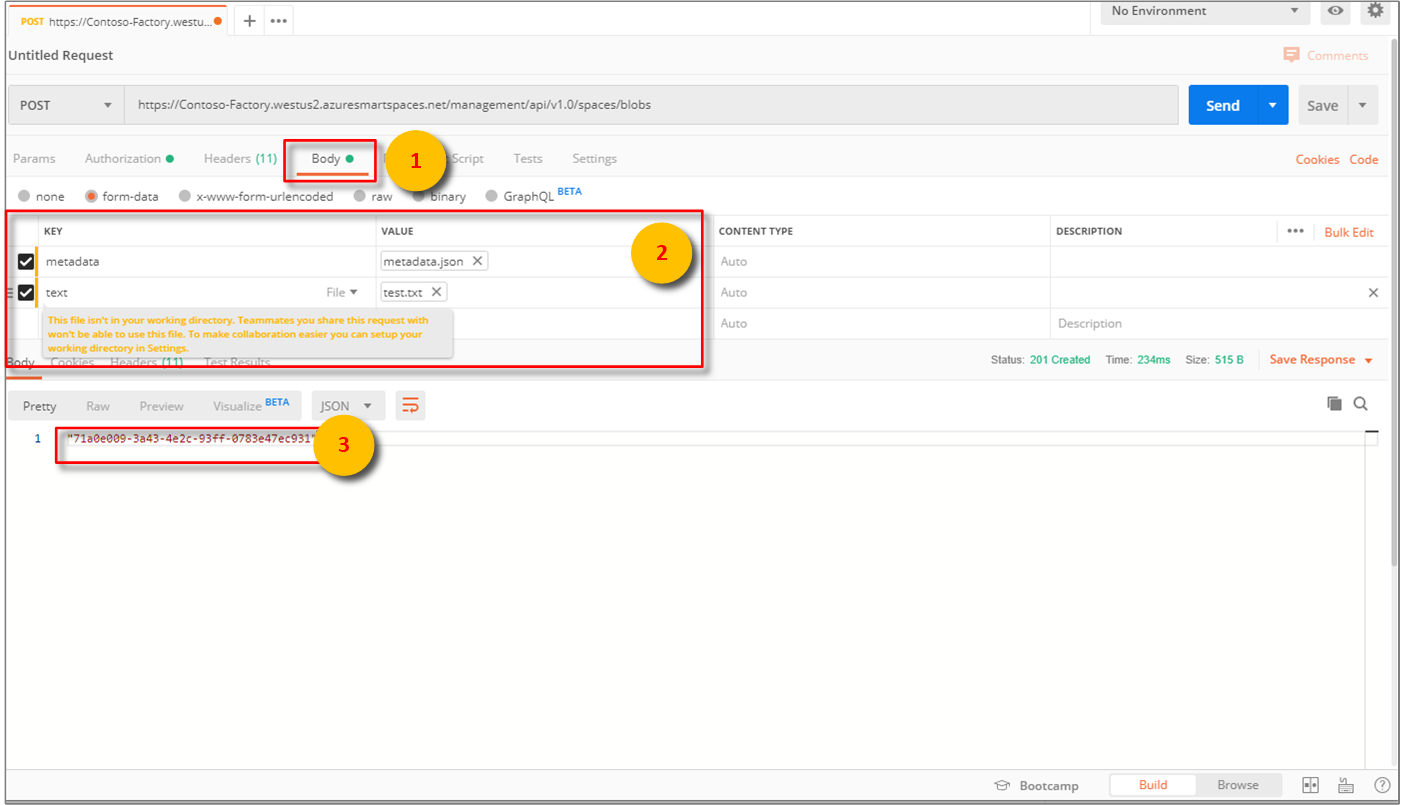 POST https://Contoso-Factory.westu...
No Environment
Untitled Request
Comments
POST https://Contoso-Factory.westus2.azuresmartspaces.net/management/api/v1.0/spaces/blobs Send Save
Params Authorization Headers (11) Body 1 Script Tests Settings Cookies Code
none form-data x-www-form-urlencoded raw binary GraphQL BETA
KEY VALUE 2 CONTENT TYPE DESCRIPTION Bulk Edit
metadata metadata.json Auto
text File test.txt Auto
Auto Description
This file isn't in your working directory. Teammates you share this request with
won't be able to use this file. To make collaboration easier you can setup your
working directory in Settings.
Body Cookies Headers (11) Test Results Status: 201 Created Time: 234ms Size: 515 B Save Response
Pretty Raw Preview Visualize BETA JSON
1 "71a0e009-3a43-4e2c-93ff-0783e47ec931" 3
Bootcamp Build Browse